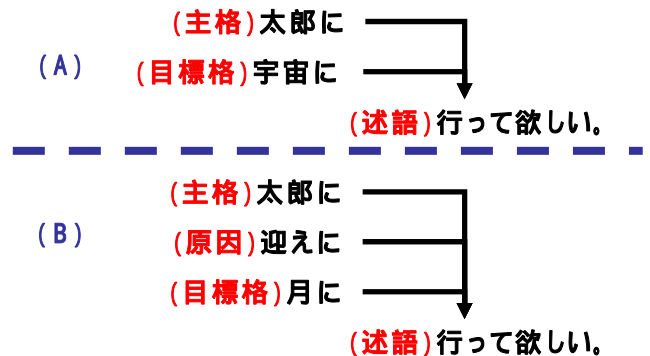 (主格)太郎に
(A)
(目標格)宇宙に
(述語)行って欲しい。
(主格)太郎に
(B)
(原因)迎えに
(目標格)月に
(述語)行って欲しい。